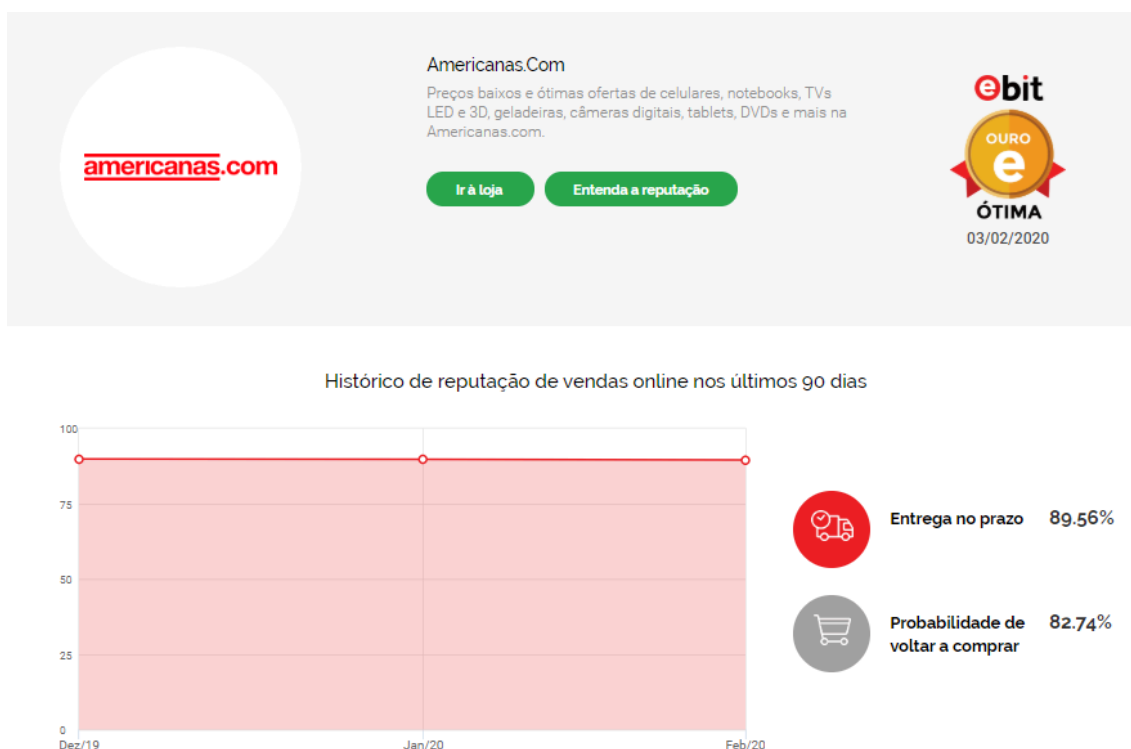 americanas.com
Americanas.Com
Preços baixos e ótimas ofertas de celulares, notebooks, TVs
LED e 3D, geladeiras, câmeras digitais, tablets, DVDs e mais na
Americanas.com.
Ir à loja
Entenda a reputação
ebit
OURO
e
ÓTIMA
03/02/2020
Histórico de reputação de vendas online nos últimos 90 dias
100
75
50
25
0
Dez/19
Jan/20
Feb/20
Entrega no prazo 89.56%
Probabilidade de 82.74%
voltar a comprar